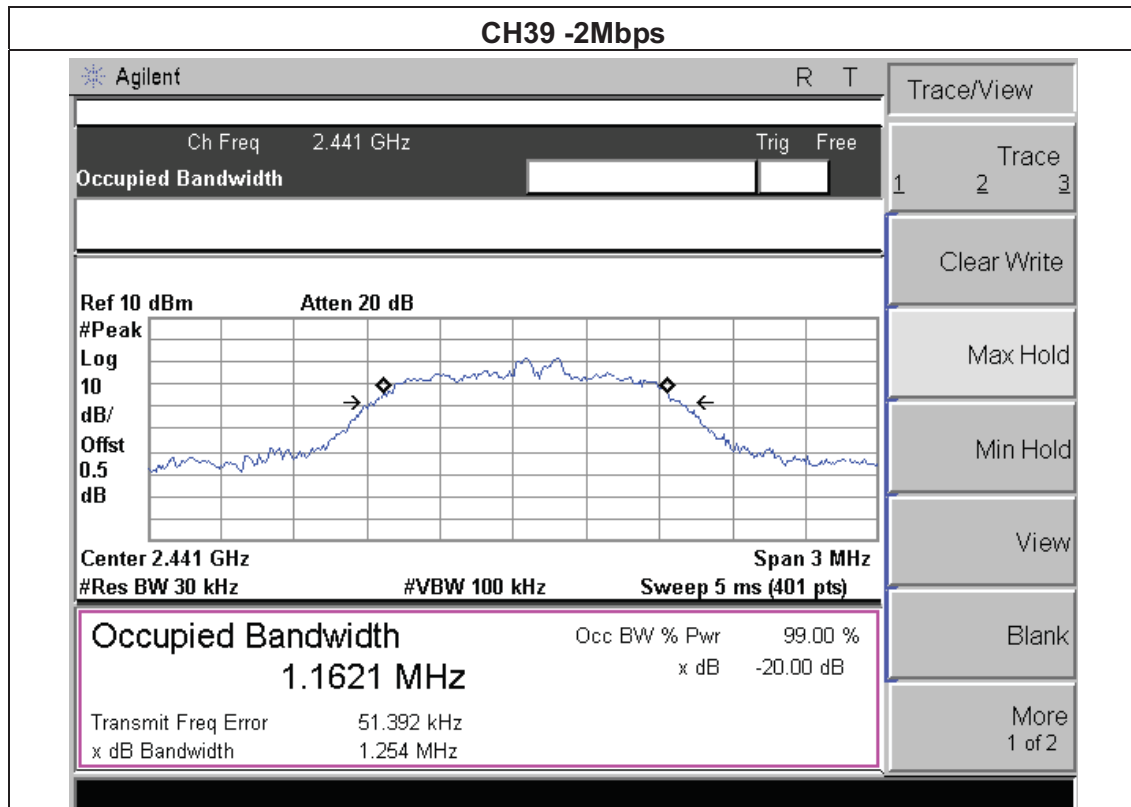 CH39 -2Mbps
Agilent R T
Ch Freq 2.441 GHz Trig Free
Occupied Bandwidth
Ref 10 dBm Atten 20 dB
#Peak
Log
10
dB/
Offst
0.5
dB
Center 2.441 GHz Span 3 MHz
#Res BW 30 kHz #VBW 100 kHz Sweep 5 ms (401 pts)
Occupied Bandwidth Occ BW % Pwr 99.00 %
1.1621 MHz x dB -20.00 dB
Transmit Freq Error 51.392 kHz
x dB Bandwidth 1.254 MHz
Trace/View
Trace
1 2 3
Clear Write
Max Hold
Min Hold
View
Blank
More
1 of 2